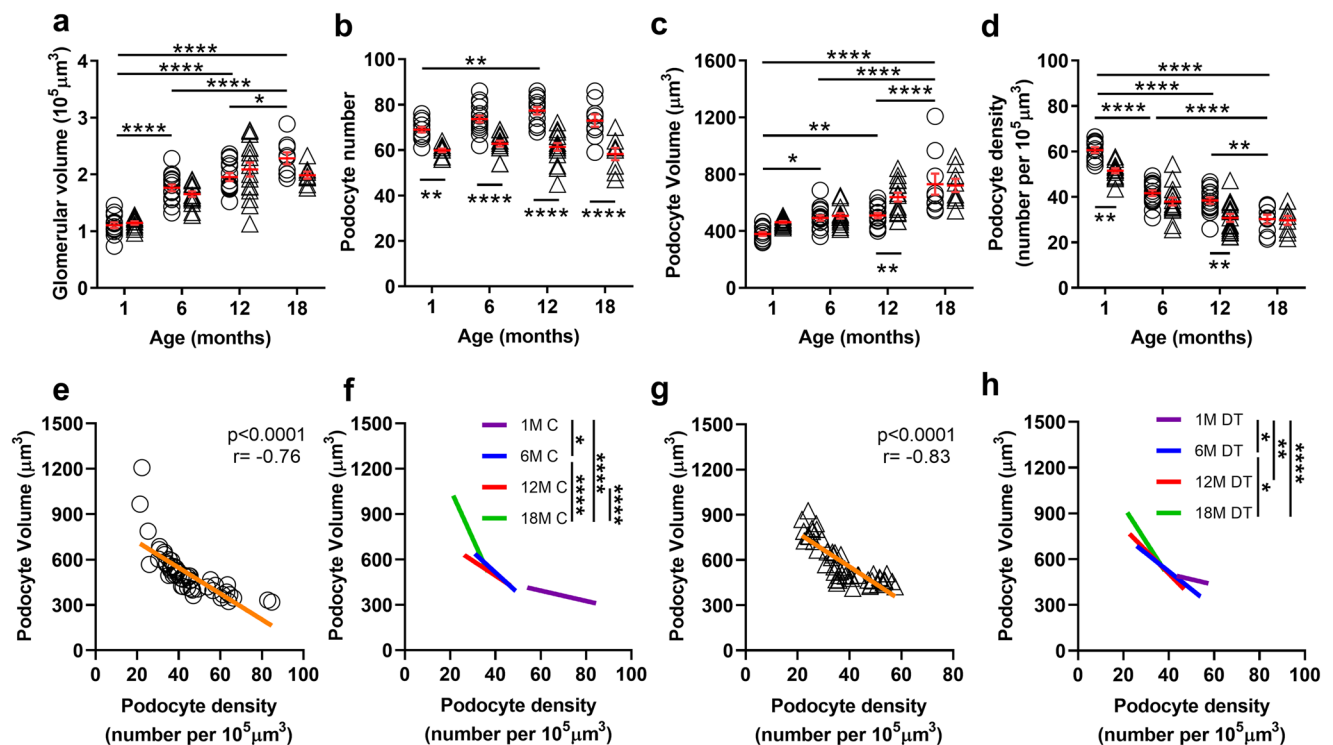 a
****
****
****
*
****
Glomerular volume (10⁵µm³)
4
3
2
1
0
1 6 12 18
Age (months)
b
**
Podocyte number
100
80
60
40
20
0
** **** **** ****
1 6 12 18
Age (months)
c
****
****
****
**
*
**
Podocyte Volume (µm³)
1600
1200
800
400
0
1 6 12 18
Age (months)
d
****
****
**** ****
**
**
**
Podocyte density
(number per 10⁵µm³)
100
80
60
40
20
0
1 6 12 18
Age (months)
e
p<0.0001
r= -0.76
Podocyte Volume (µm³)
1500
1200
900
600
300
0
0 20 40 60 80 100
Podocyte density
(number per 10⁵µm³)
f
1M C
6M C
12M C
18M C
*
****
****
****
Podocyte Volume (µm³)
1500
1200
900
600
300
0
0 20 40 60 80 100
Podocyte density
(number per 10⁵µm³)
g
p<0.0001
r= -0.83
Podocyte Volume (µm³)
1500
1200
900
600
300
0
0 20 40 60 80
Podocyte density
(number per 10⁵µm³)
h
1M DT
6M DT
12M DT
18M DT
*
*
**
****
Podocyte Volume (µm³)
1500
1200
900
600
300
0
0 20 40 60 80 100
Podocyte density
(number per 10⁵µm³)